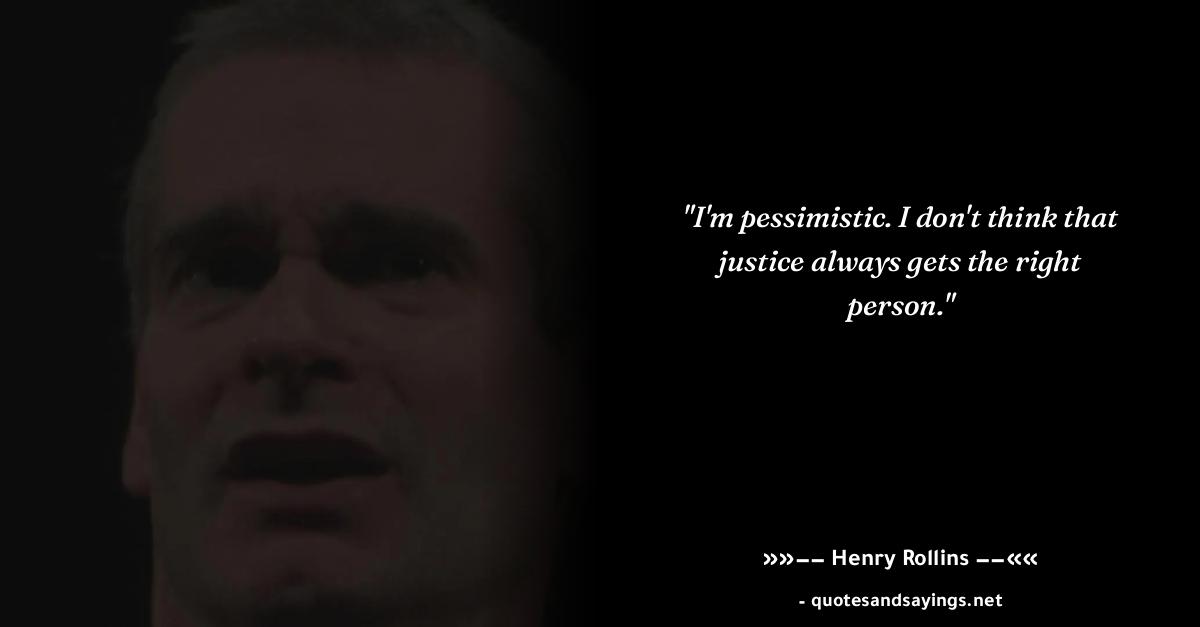 "I'm pessimistic. I don't think that
justice always gets the right
person."
»»–– Henry Rollins ––««
- quotesandsayings.net